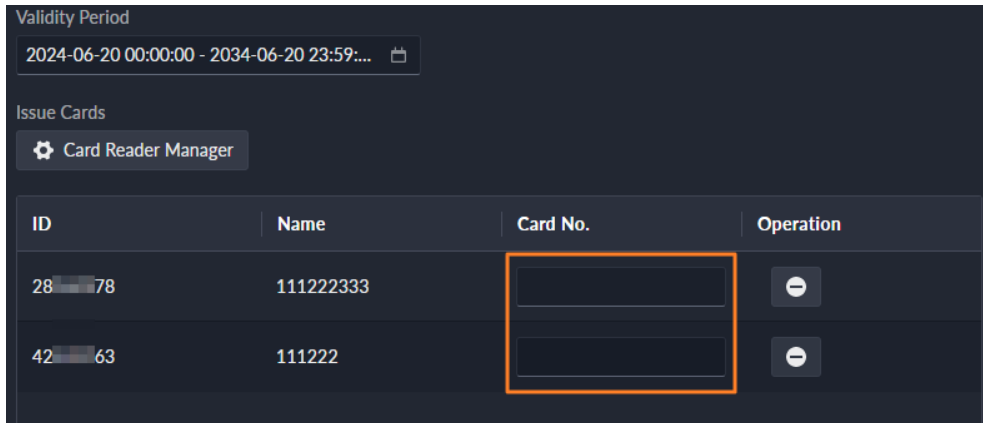 Validity Period
2024-06-20 00:00:00 - 2034-06-20 23:59:...
Issue Cards
Card Reader Manager
ID Name Card No. Operation
28 78 111222333
42 63 111222